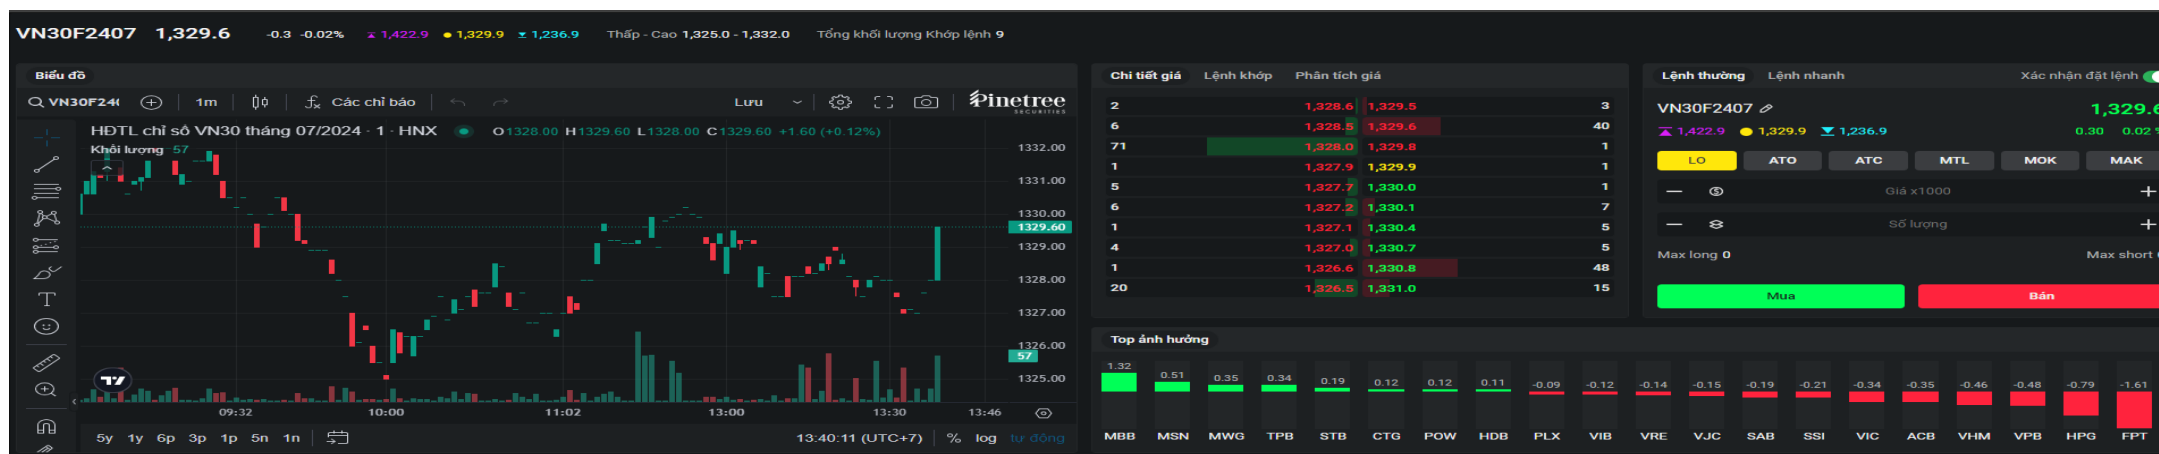 VN30F2407 1,329.6 -0.3 -0.02% 1,422.9 1,329.9 1,236.9 Thấp - Cao 1,325.0 - 1,332.0 Tổng khối lượng Khớp lệnh 9
Biểu đồ
VN30F24 1m Các chỉ báo Lưu Pinetree
SECURITIES
HĐTL chỉ số VN30 tháng 07/2024 · 1 · HNX O1328.00 H1329.60 L1328.00 C1329.60 +1.60 (+0.12%)
Khối lượng 57
1332.00
1331.00
1330.00
1329.60
1329.00
1328.00
1327.00
1326.00
57
1325.00
09:32 10:00 11:02 13:00 13:30 13:46
5y 1y 6p 3p 1p 5n 1n 13:40:11 (UTC+7) % log tự động
Chi tiết giá Lệnh khớp Phân tích giá
2 1,328.6 1,329.5 3
6 1,328.5 1,329.6 40
71 1,328.0 1,329.8 1
1 1,327.9 1,329.9 1
5 1,327.7 1,330.0 1
6 1,327.2 1,330.1 7
1 1,327.1 1,330.4 5
4 1,327.0 1,330.7 5
1 1,326.6 1,330.8 48
20 1,326.5 1,331.0 15
Lệnh thường Lệnh nhanh Xác nhận đặt lệnh
VN30F2407 1,329.6
1,422.9 1,329.9 1,236.9 0.30 0.02 %
LO ATO ATC MTL MOK MAK
Giá x1000
Số lượng
Max long 0 Max short
Mua Bán
Top ảnh hưởng
1.32 0.51 0.35 0.34 0.19 0.12 0.12 0.11 -0.09 -0.12 -0.14 -0.15 -0.19 -0.21 -0.34 -0.35 -0.46 -0.48 -0.79 -1.61
MBB MSN MWG TPB STB CTG POW HDB PLX VIB VRE VJC SAB SSI VIC ACB VHM VPB HPG FPT